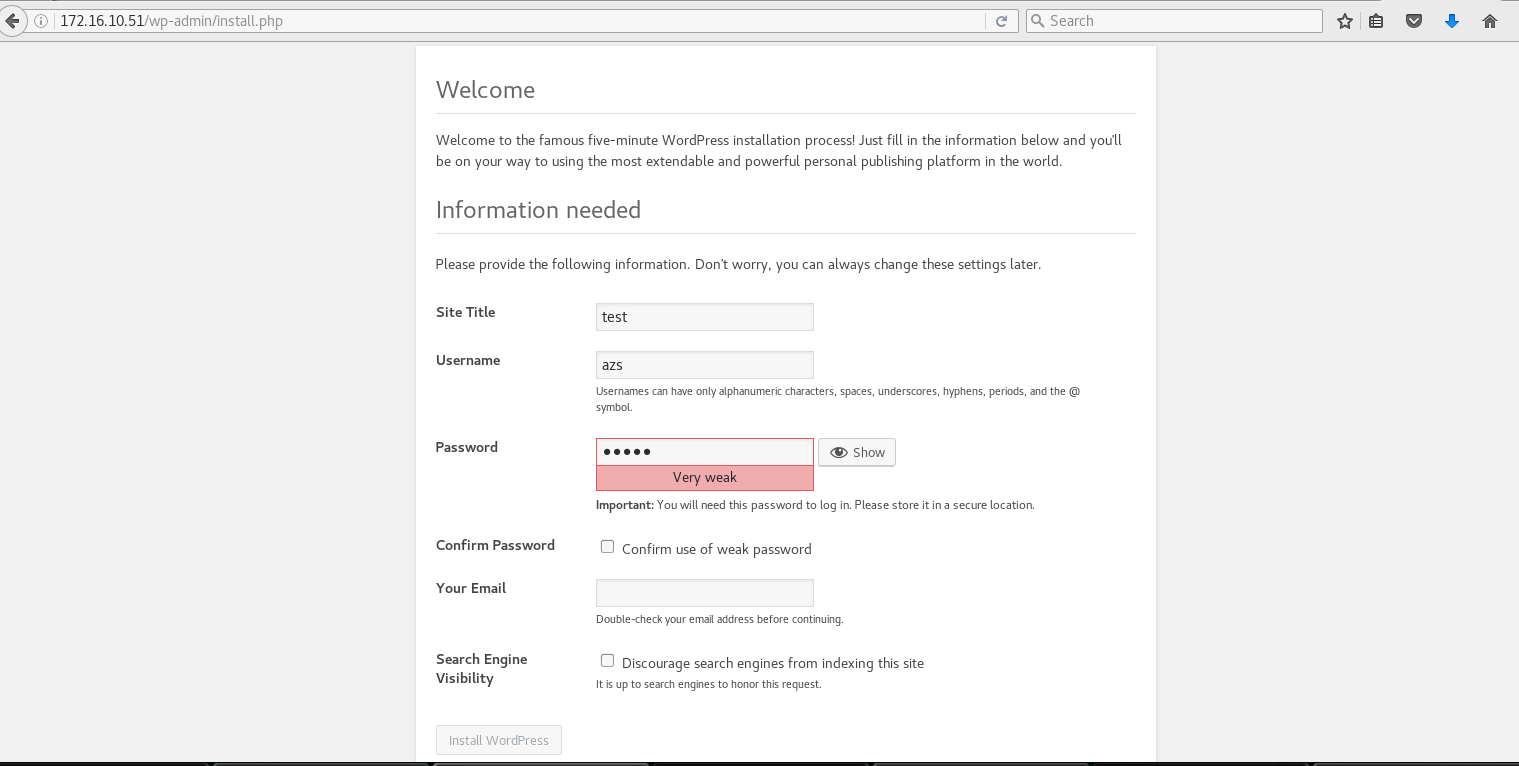 172.16.10.51/wp-admin/install.php
Search
Welcome
Welcome to the famous five-minute WordPress installation process! Just fill in the information below and you'll
be on your way to using the most extendable and powerful personal publishing platform in the world.
Information needed
Please provide the following information. Don't worry, you can always change these settings later.
Site Title
test
Username
azs
Usernames can have only alphanumeric characters, spaces, underscores, hyphens, periods, and the @
symbol.
Password
•••••
Show
Very weak
Important: You will need this password to log in. Please store it in a secure location.
Confirm Password
Confirm use of weak password
Your Email
Double-check your email address before continuing.
Search Engine
Visibility
Discourage search engines from indexing this site
It is up to search engines to honor this request.
Install WordPress